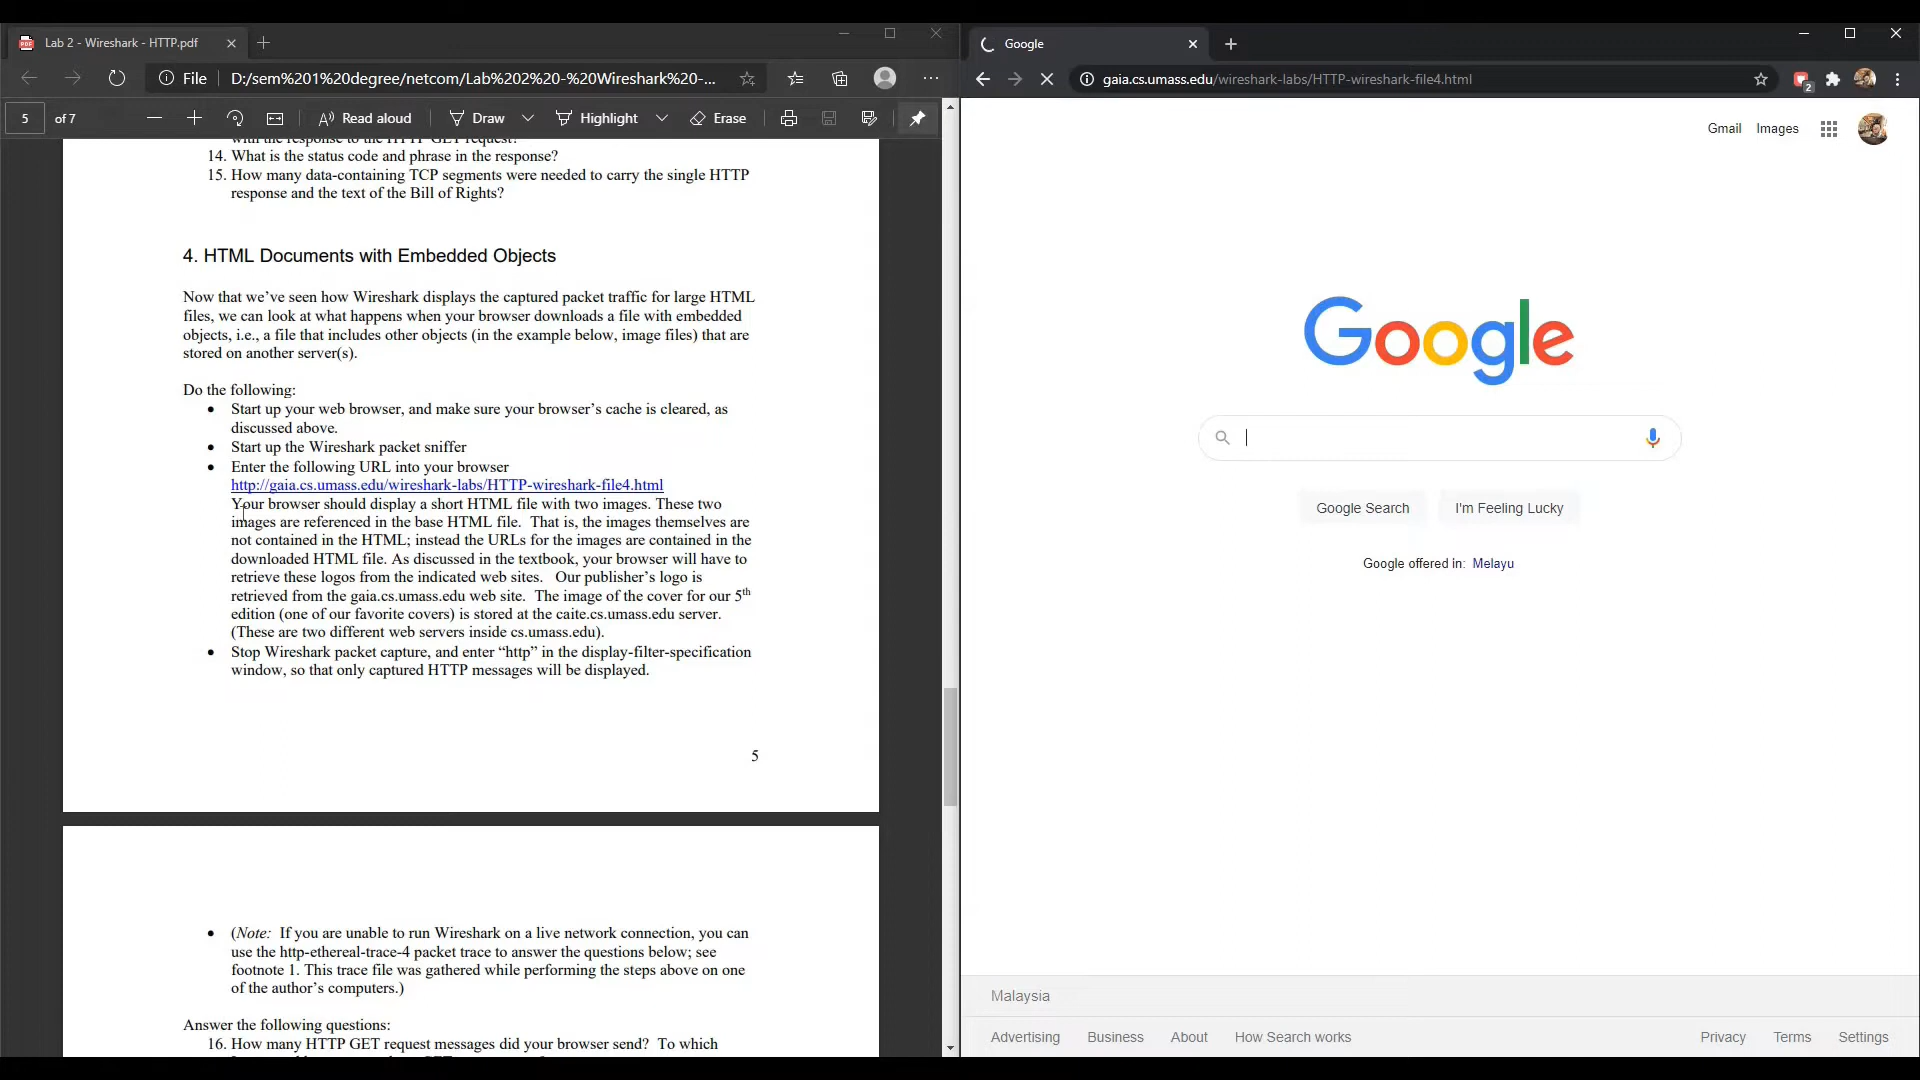 Lab 2 - Wireshark - HTTP.pdf
File
D:/sem%201%20degree/netcom/Lab%202%20-%20Wireshark%20-...
5 of 7
Read aloud
Draw
Highlight
Erase
with the response to the HTTP GET request?
14. What is the status code and phrase in the response?
15. How many data-containing TCP segments were needed to carry the single HTTP
response and the text of the Bill of Rights?
4. HTML Documents with Embedded Objects
Now that we’ve seen how Wireshark displays the captured packet traffic for large HTML
files, we can look at what happens when your browser downloads a file with embedded
objects, i.e., a file that includes other objects (in the example below, image files) that are
stored on another server(s).
Do the following:
• Start up your web browser, and make sure your browser’s cache is cleared, as
discussed above.
• Start up the Wireshark packet sniffer
• Enter the following URL into your browser
http://gaia.cs.umass.edu/wireshark-labs/HTTP-wireshark-file4.html
Your browser should display a short HTML file with two images. These two
images are referenced in the base HTML file. That is, the images themselves are
not contained in the HTML; instead the URLs for the images are contained in the
downloaded HTML file. As discussed in the textbook, your browser will have to
retrieve these logos from the indicated web sites. Our publisher’s logo is
retrieved from the gaia.cs.umass.edu web site. The image of the cover for our 5th
edition (one of our favorite covers) is stored at the caite.cs.umass.edu server.
(These are two different web servers inside cs.umass.edu).
• Stop Wireshark packet capture, and enter “http” in the display-filter-specification
window, so that only captured HTTP messages will be displayed.
5
• (Note: If you are unable to run Wireshark on a live network connection, you can
use the http-ethereal-trace-4 packet trace to answer the questions below; see
footnote 1. This trace file was gathered while performing the steps above on one
of the author’s computers.)
Answer the following questions:
16. How many HTTP GET request messages did your browser send? To which
Google
gaia.cs.umass.edu/wireshark-labs/HTTP-wireshark-file4.html
2
Gmail Images
Google
Google Search
I'm Feeling Lucky
Google offered in: Melayu
Malaysia
Advertising Business About How Search works
Privacy Terms Settings